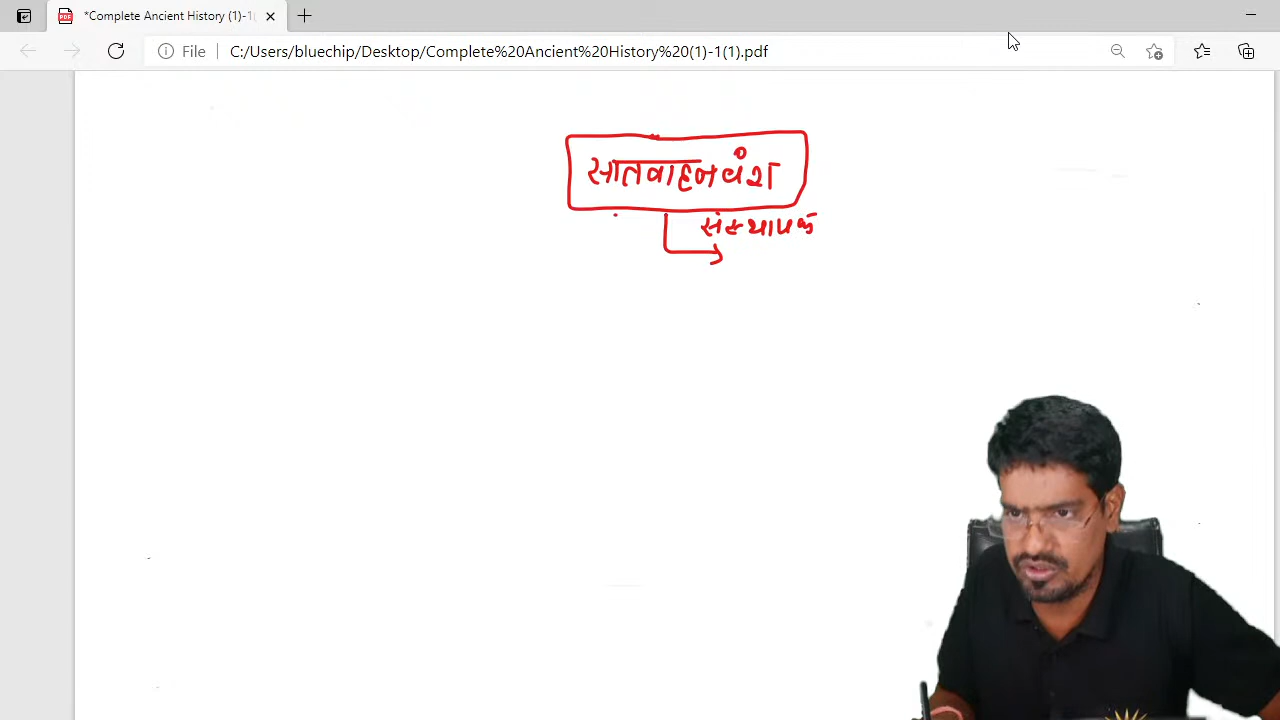 *Complete Ancient History (1)-1(
File C:/Users/bluechip/Desktop/Complete%20Ancient%20History%20(1)-1(1).pdf
सातवाहन वंश
संस्थापक